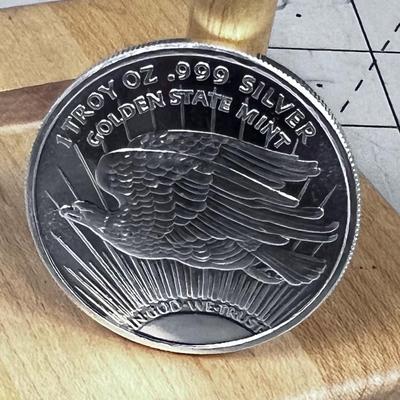 1 TROY OZ .999 SILVER
GOLDEN STATE MINT
IN·GOD·WE·TRUST